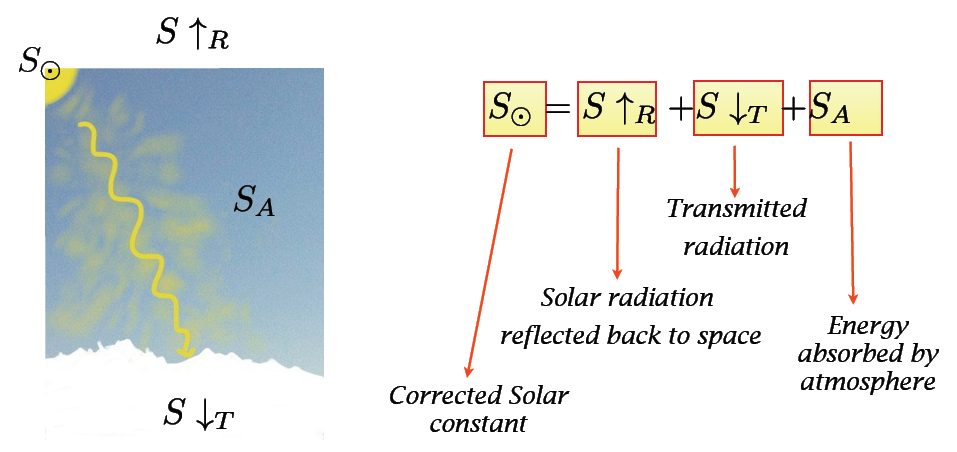 S↑R
S⊙
SA
S↓T
S⊙ = S↑R + S↓T + SA
Transmitted
radiation
Solar radiation
reflected back to space
Energy
absorbed by
atmosphere
Corrected Solar
constant